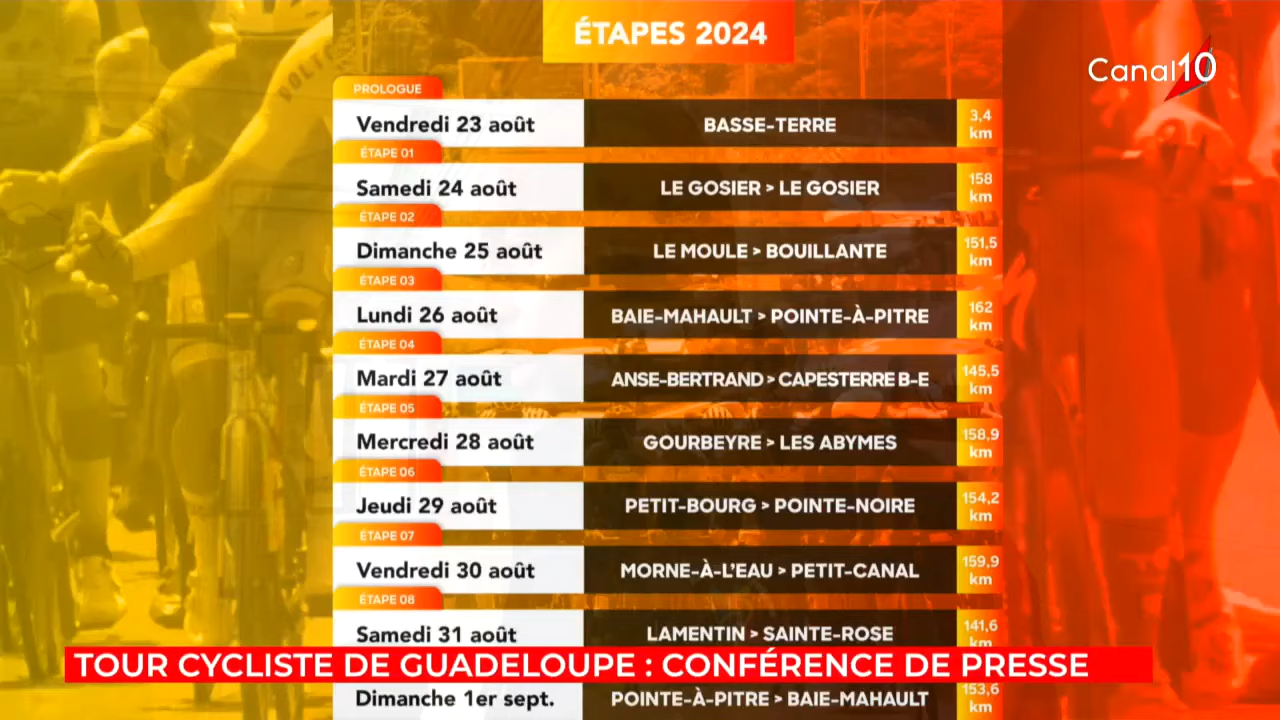 ÉTAPES 2024
Canal10
PROLOGUE
Vendredi 23 août
BASSE-TERRE
3,4
km
ÉTAPE 01
Samedi 24 août
LE GOSIER > LE GOSIER
158
km
ÉTAPE 02
Dimanche 25 août
LE MOULE > BOUILLANTE
151,5
km
ÉTAPE 03
Lundi 26 août
BAIE-MAHAULT > POINTE-À-PITRE
162
km
ÉTAPE 04
Mardi 27 août
ANSE-BERTRAND > CAPESTERRE B-E
145,5
km
ÉTAPE 05
Mercredi 28 août
GOURBEYRE > LES ABYMES
158,9
km
ÉTAPE 06
Jeudi 29 août
PETIT-BOURG > POINTE-NOIRE
154,2
km
ÉTAPE 07
Vendredi 30 août
MORNE-À-L'EAU > PETIT-CANAL
159,9
km
ÉTAPE 08
Samedi 31 août
LAMENTIN > SAINTE-ROSE
141,6
km
TOUR CYCLISTE DE GUADELOUPE : CONFÉRENCE DE PRESSE
Dimanche 1er sept.
POINTE-À-PITRE > BAIE-MAHAULT
153,6
km